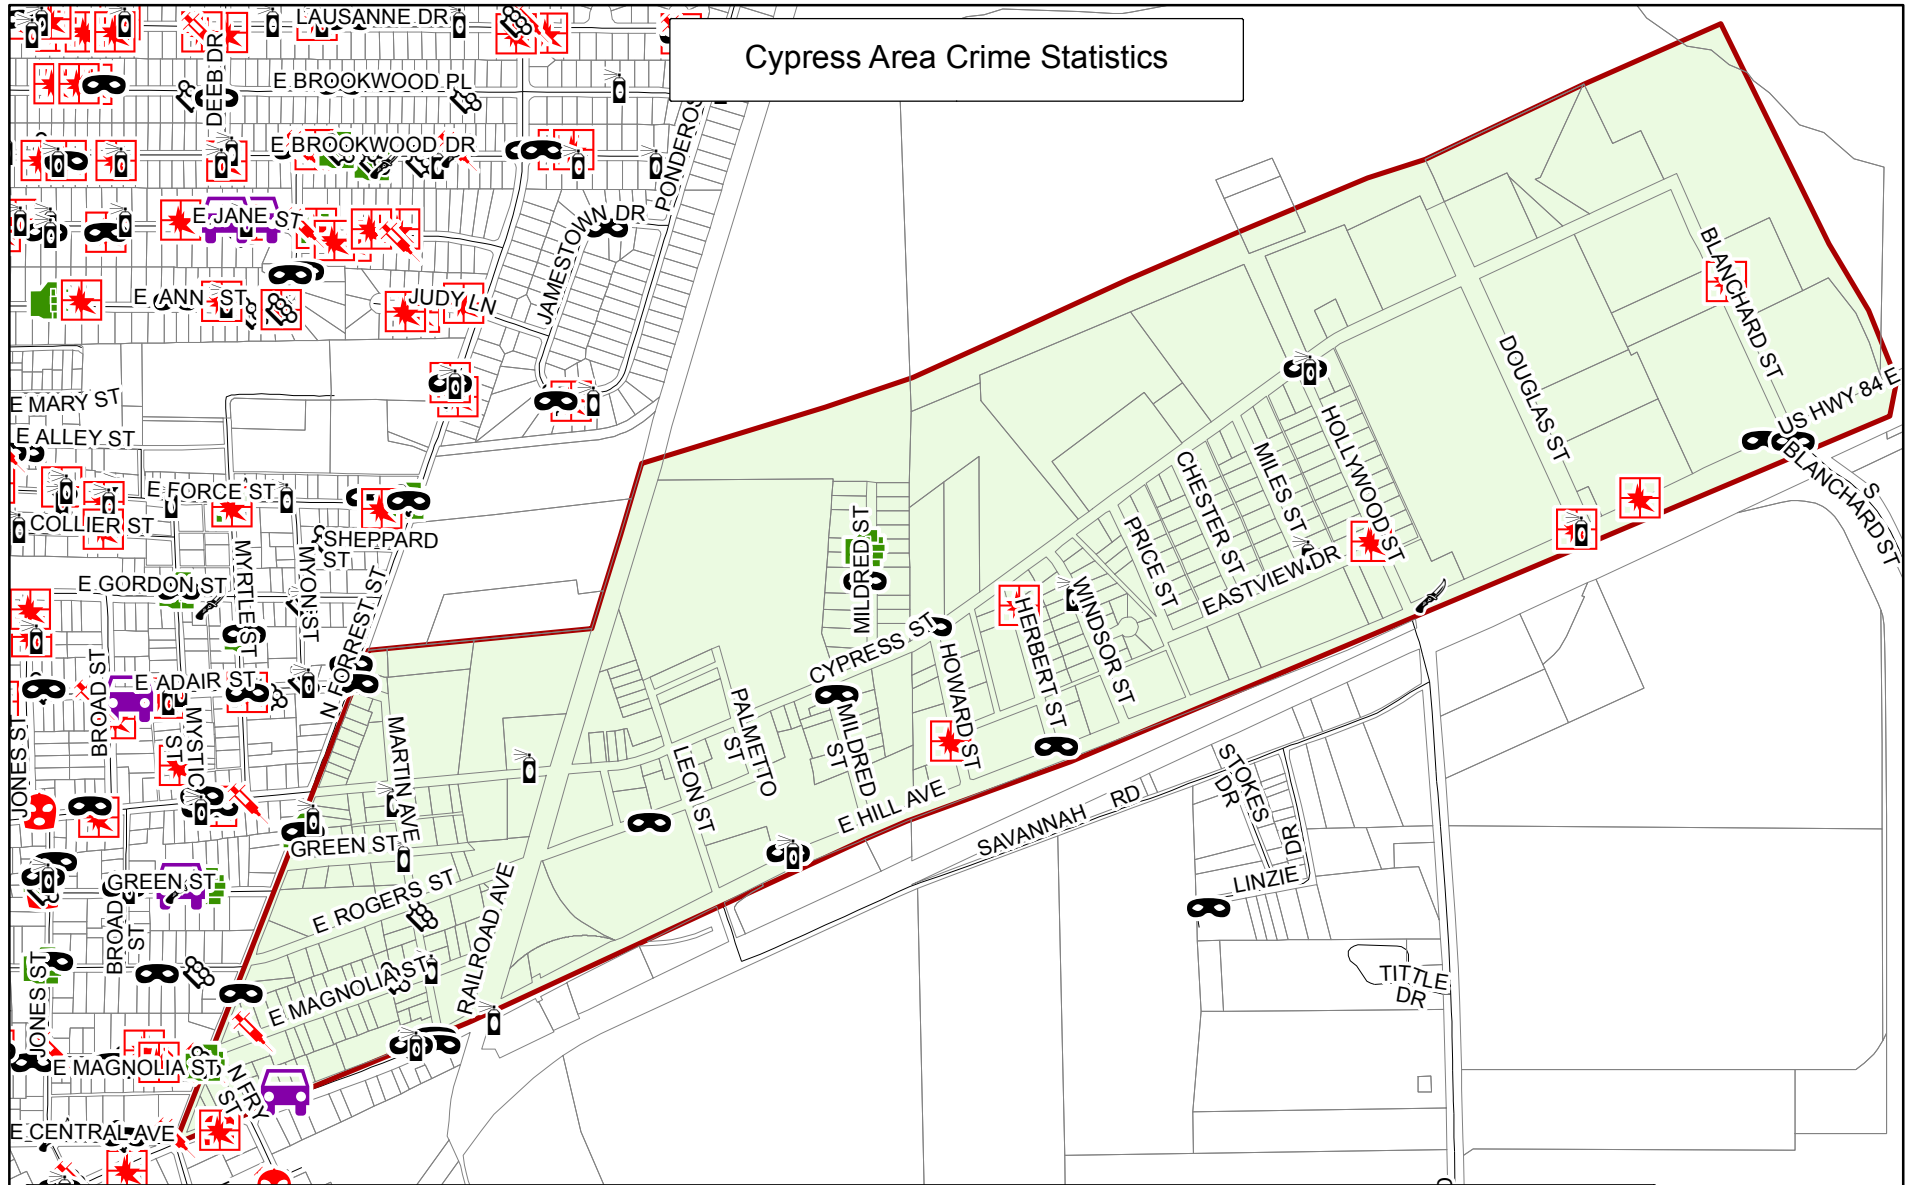 Cypress Area Crime Statistics
LAUSANNE DR
DEEB DR
E BROOKWOOD PL
E BROOKWOOD DR
PONDEROS
E JANE ST
JAMESTOWN DR
E ANN ST
JUDY LN
BLANCHARD ST
DOUGLAS ST
US HWY 84 E
S BLANCHARD ST
E MARY ST
E ALLEY ST
E FORCE ST
COLLIER ST
SHEPPARD
ST
E GORDON ST
MYRTLE ST
MYON ST
N FORREST ST
HOLLYWOOD ST
MILES ST
CHESTER ST
PRICE ST
EASTVIEW DR
MILDRED ST
MILDRED ST
CYPRESS ST
WINDSOR ST
HERBERT ST
HOWARD ST
BROAD ST
E ADAIR ST
MYSTIC
ST
JONES ST
MARTIN AVE
PALMETTO
ST
LEON ST
MILDRED
ST
E HILL AVE
SAVANNAH RD
STOKES
DR
LINZIE DR
TITTLE
DR
GREEN ST
GREEN ST
BROAD
ST
E ROGERS ST
RAILROAD AVE
E MAGNOLIA ST
JONES ST
E MAGNOLIA ST
N FRY
ST
E CENTRAL AVE